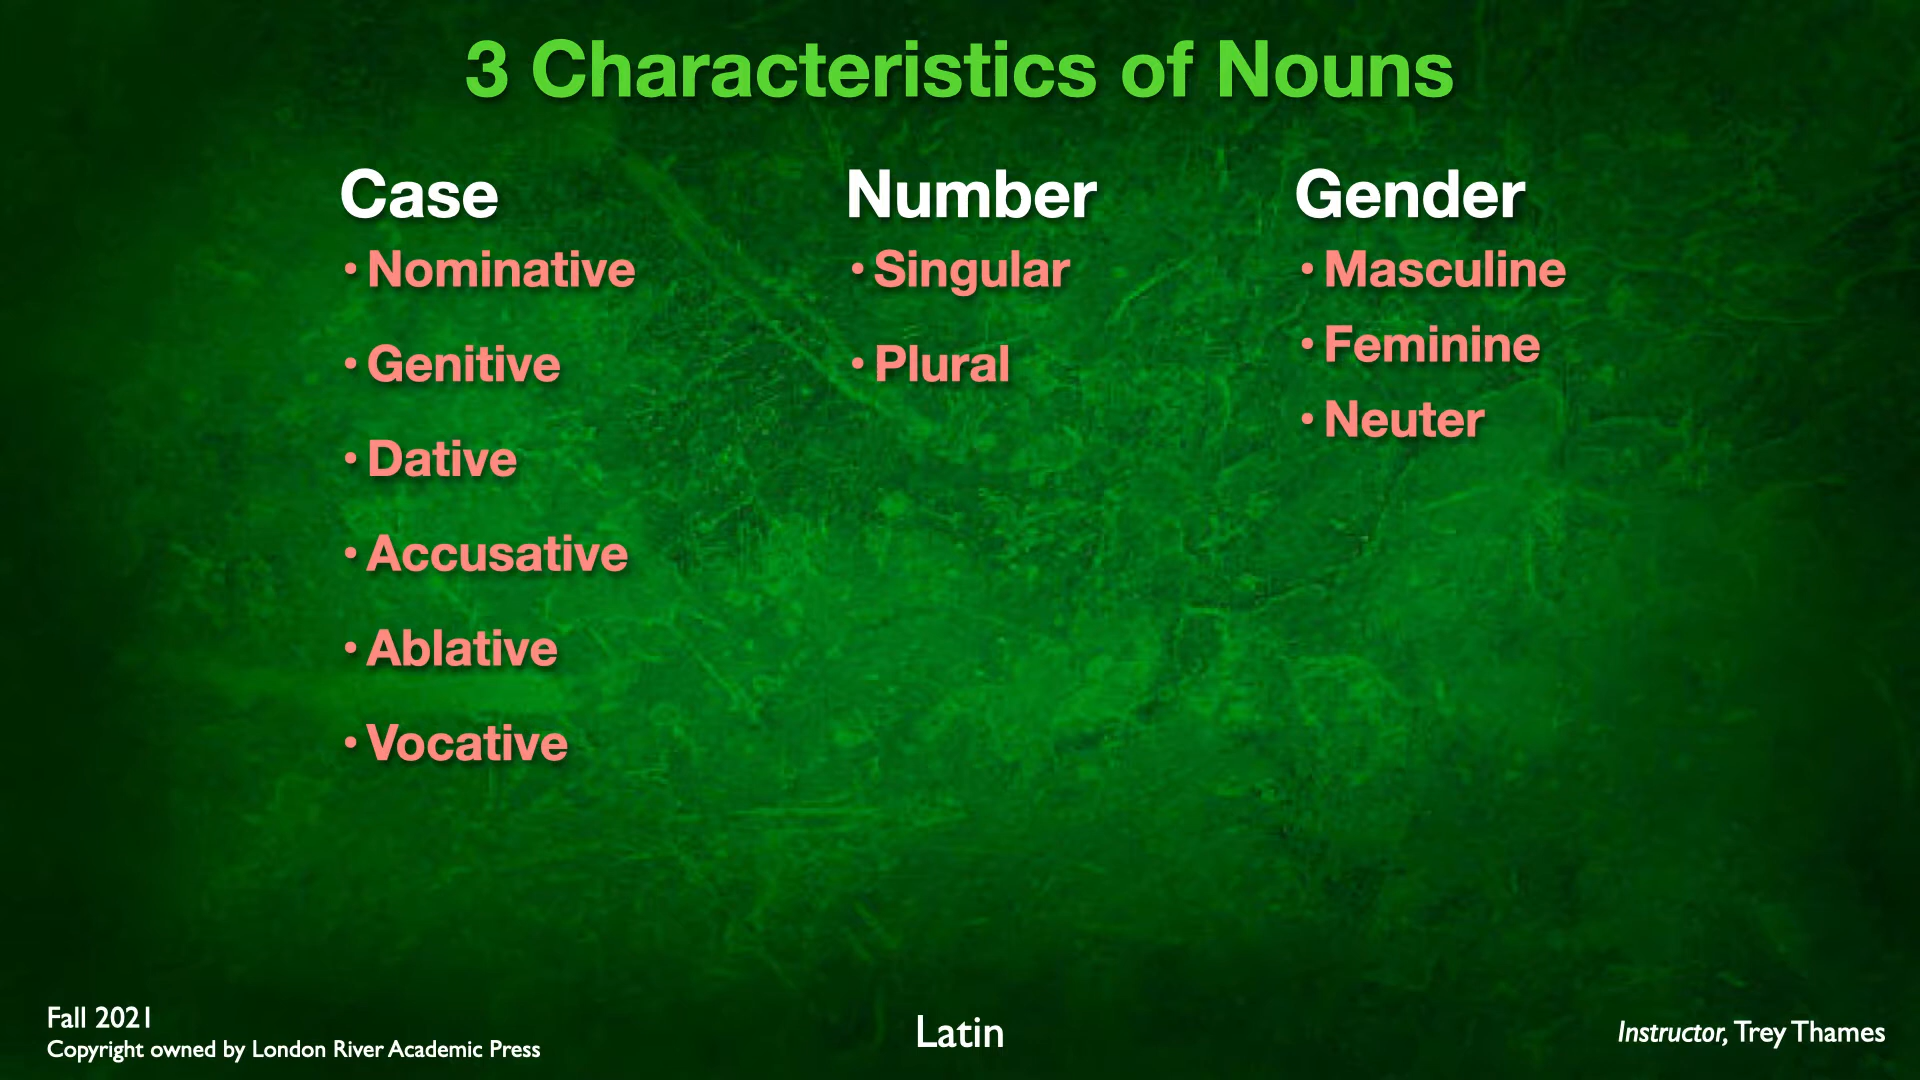 3 Characteristics of Nouns
Case
• Nominative
• Genitive
• Dative
• Accusative
• Ablative
• Vocative
Number
• Singular
• Plural
Gender
• Masculine
• Feminine
• Neuter
Fall 2021
Copyright owned by London River Academic Press
Latin
Instructor, Trey Thames